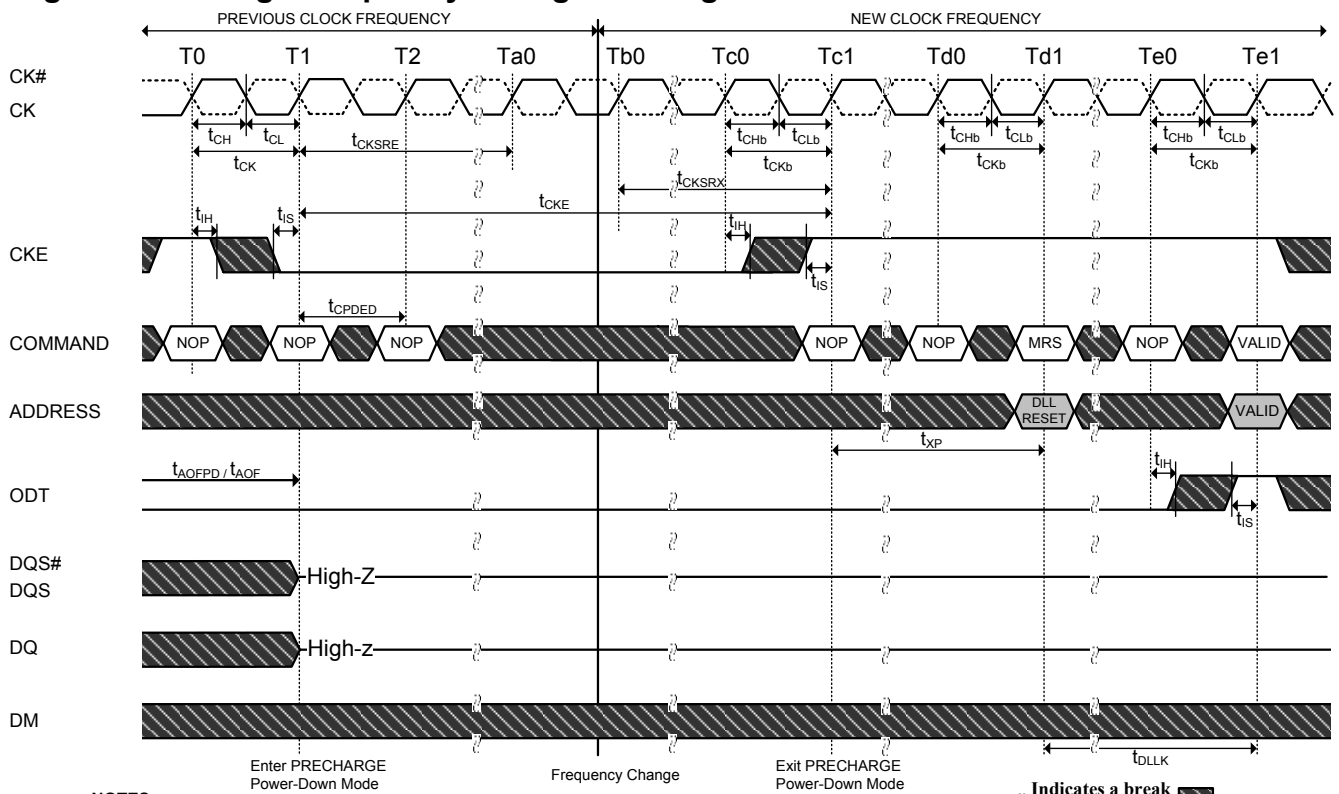 PREVIOUS CLOCK FREQUENCY NEW CLOCK FREQUENCY
T0 T1 T2 Ta0 Tb0 Tc0 Tc1 Td0 Td1 Te0 Te1
CK#
CK
tCH tCL tCHb tCLb tCHb tCLb tCHb tCLb
tCK tCKSRE tCKb tCKb tCKb
tCKSRX
tCKE
tIH tIS tIH
CKE
tIS
tCPDED
COMMAND NOP NOP NOP NOP NOP MRS NOP VALID
ADDRESS DLL RESET VALID
tXP
tAOFPD / tAOF tIH
ODT
tIS
DQS#
DQS
High-Z
DQ High-z
DM
tDLLK
Enter PRECHARGE
Power-Down Mode
Frequency Change
Exit PRECHARGE
Power-Down Mode
Indicates a break